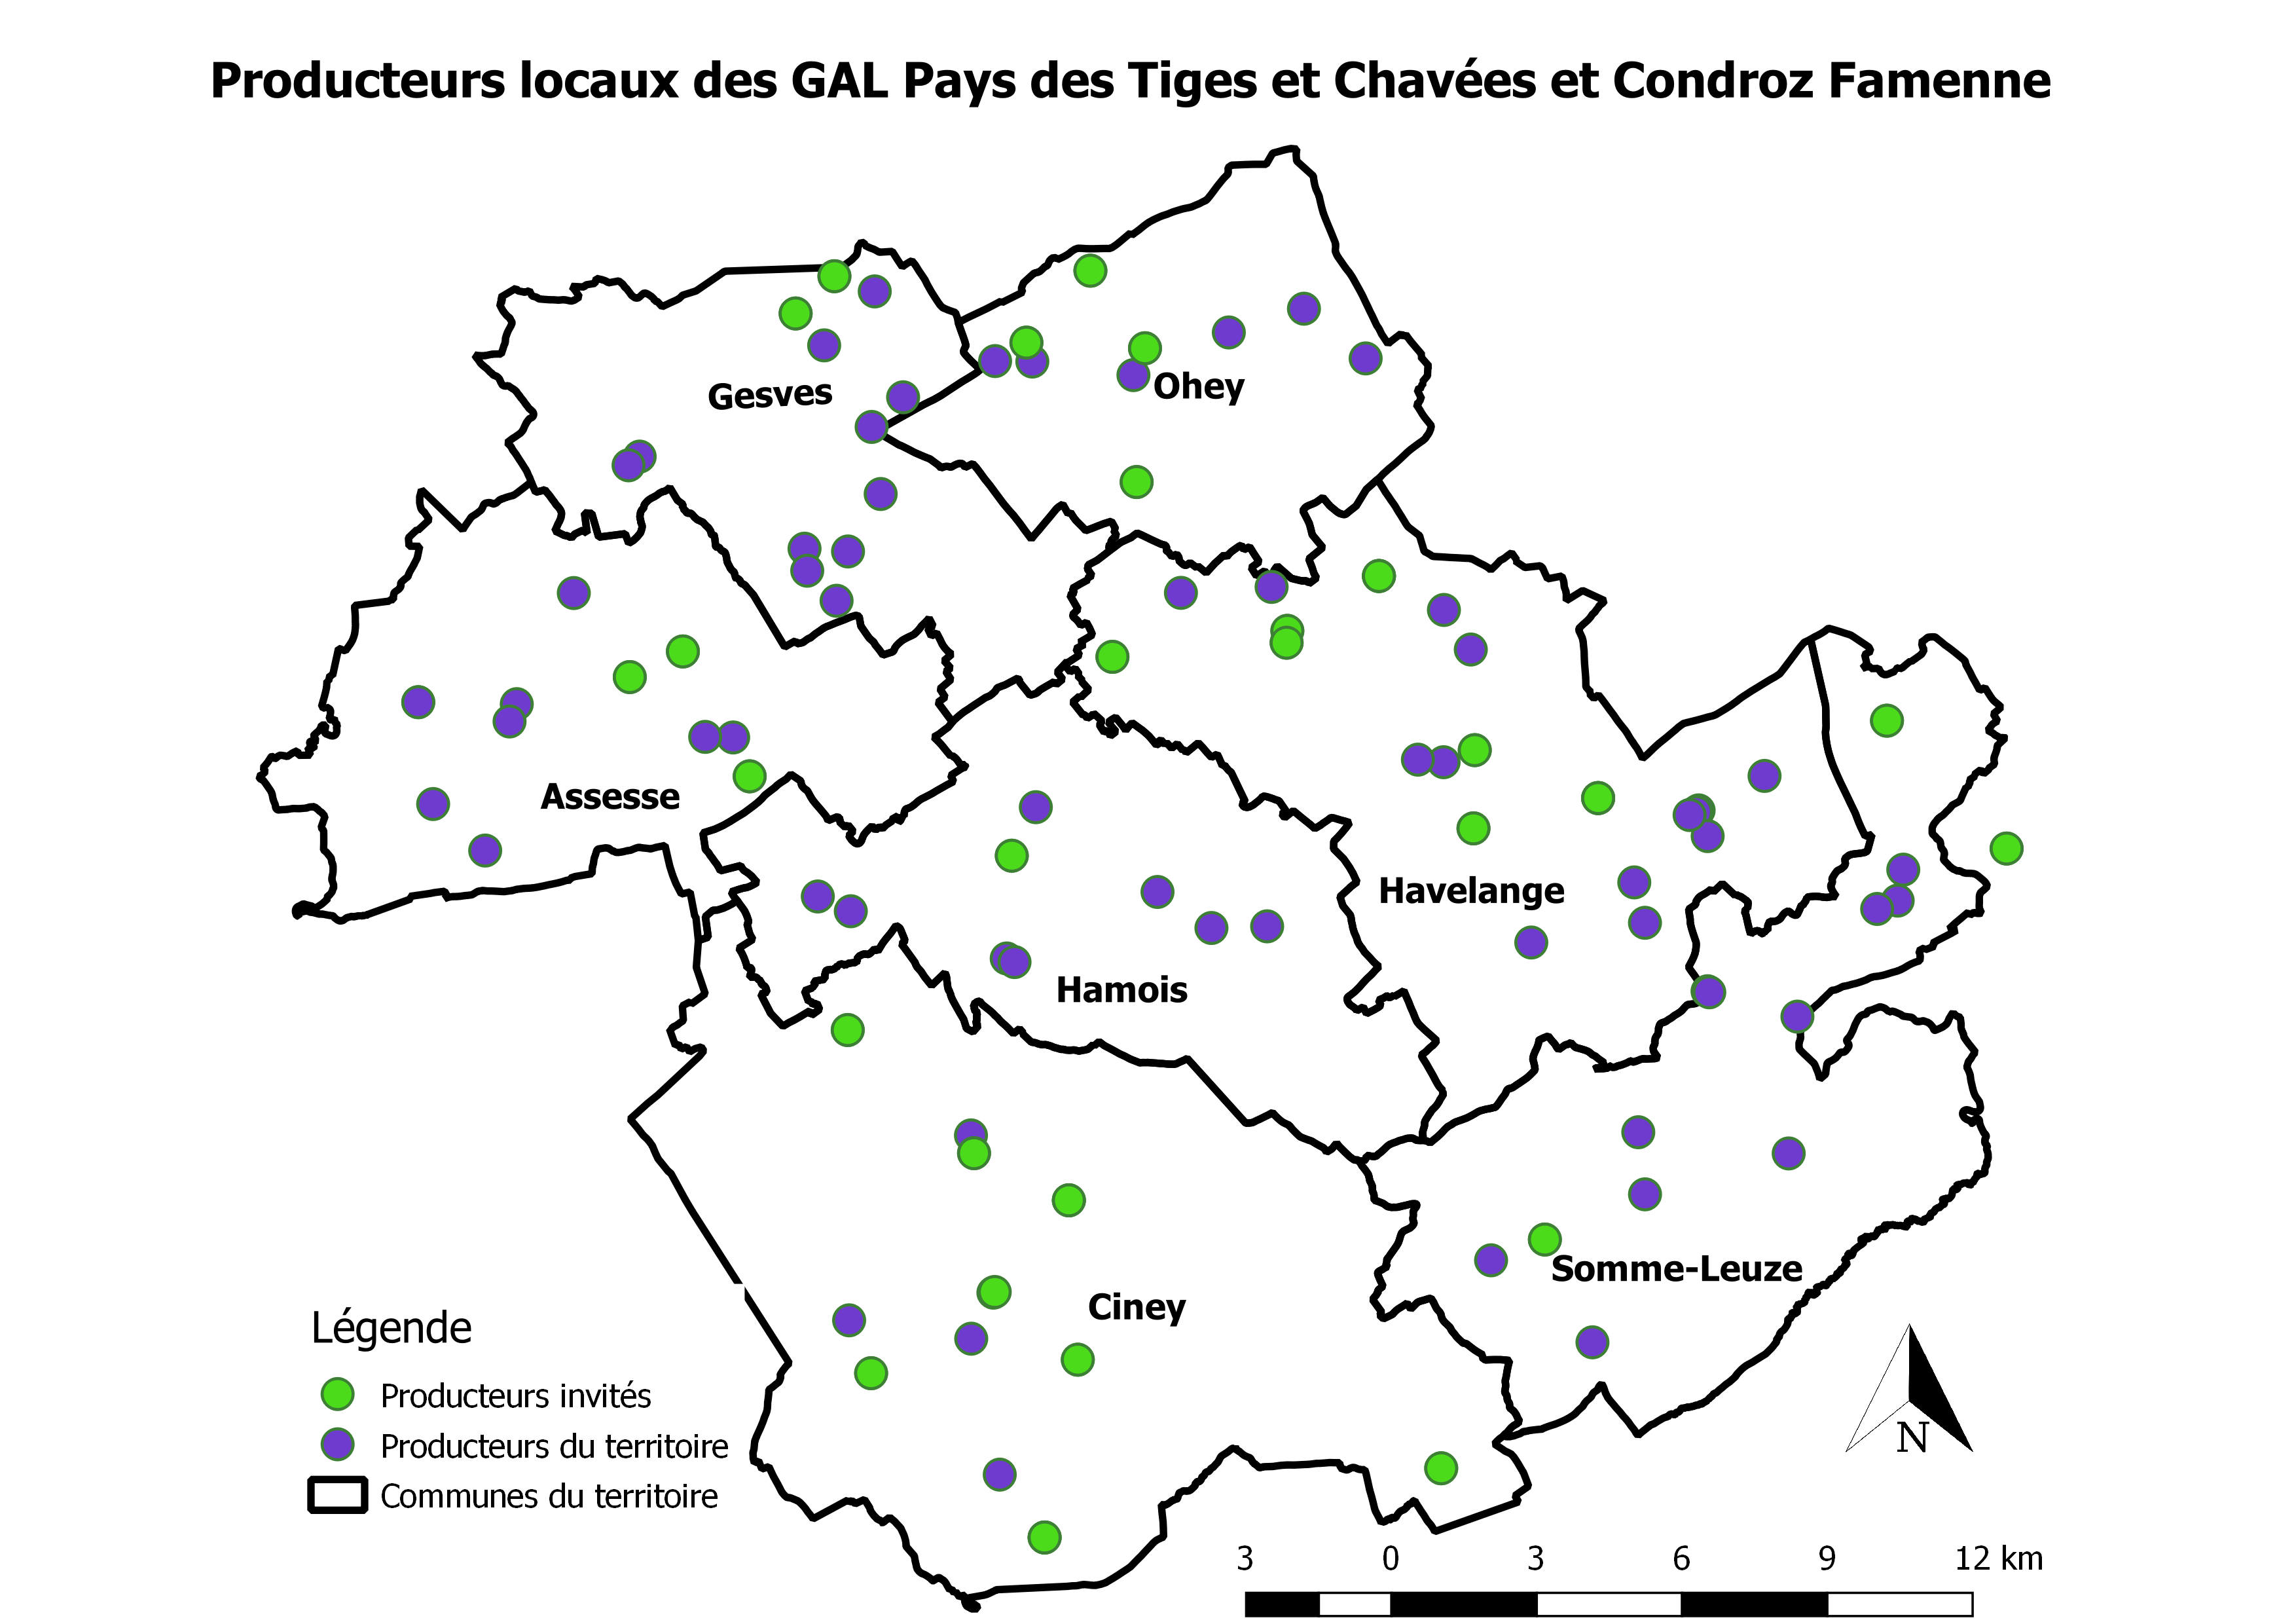 Producteurs locaux des GAL Pays des Tiges et Chavées et Condroz Famenne
Gesves
Ohey
Assesse
Havelange
Hamois
Somme-Leuze
Ciney
Légende
Producteurs invités
Producteurs du territoire
Communes du territoire
N
3 0 3 6 9 12 km